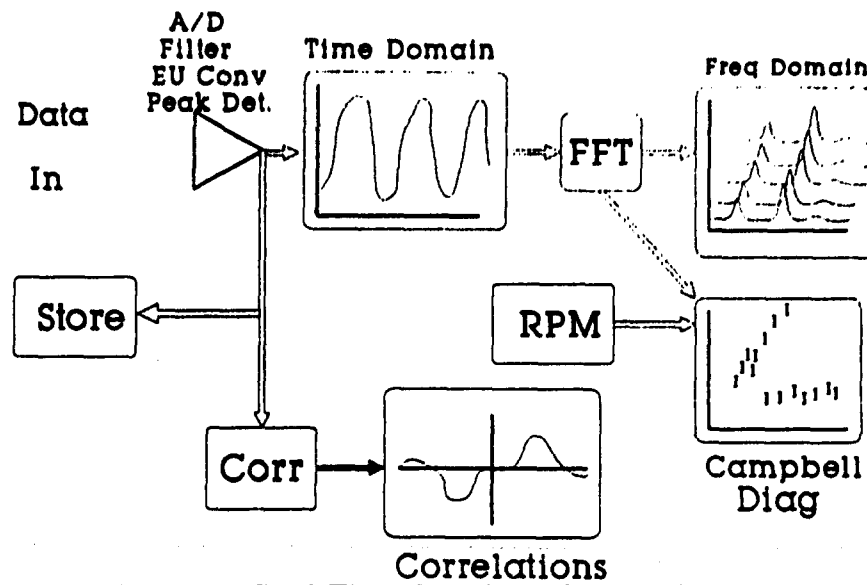 A/D
Filter
EU Conv
Peak Det.
Time Domain
Freq Domain
Data
In
FFT
Store
RPM
Corr
Campbell
Diag
Correlations